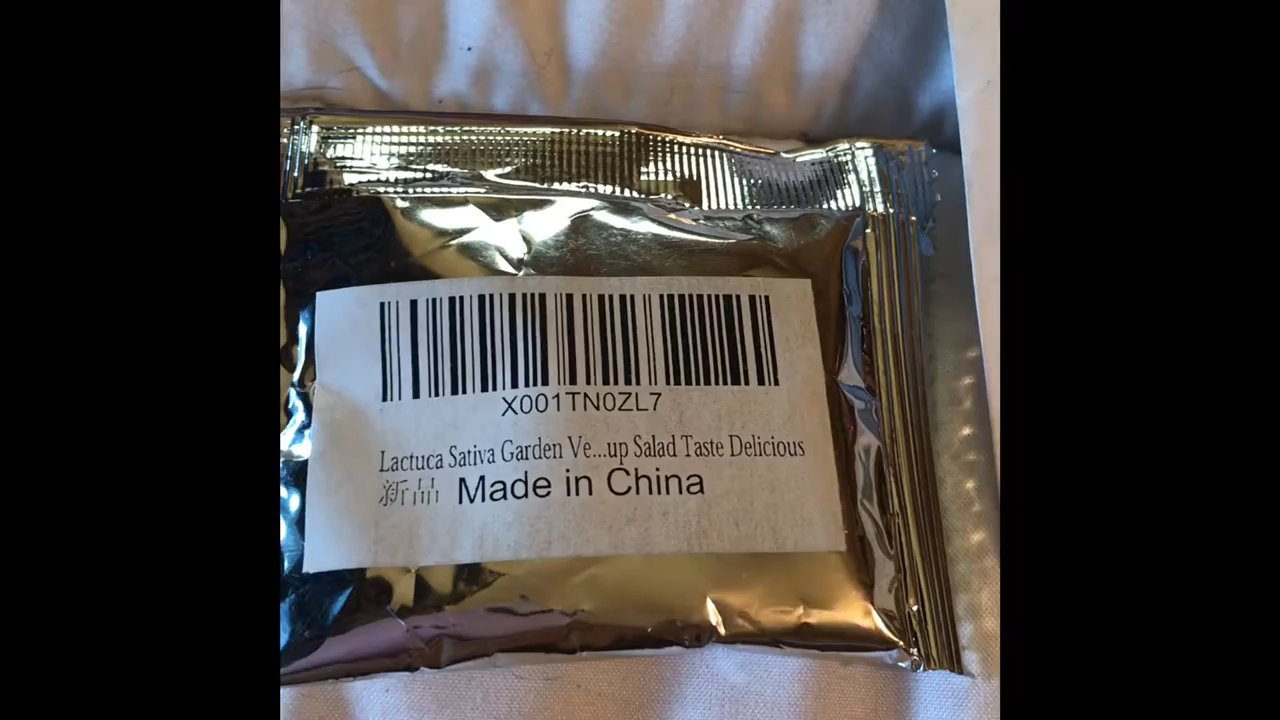 X001TN0ZL7
Lactuca Sativa Garden Ve...up Salad Taste Delicious
新品 Made in China